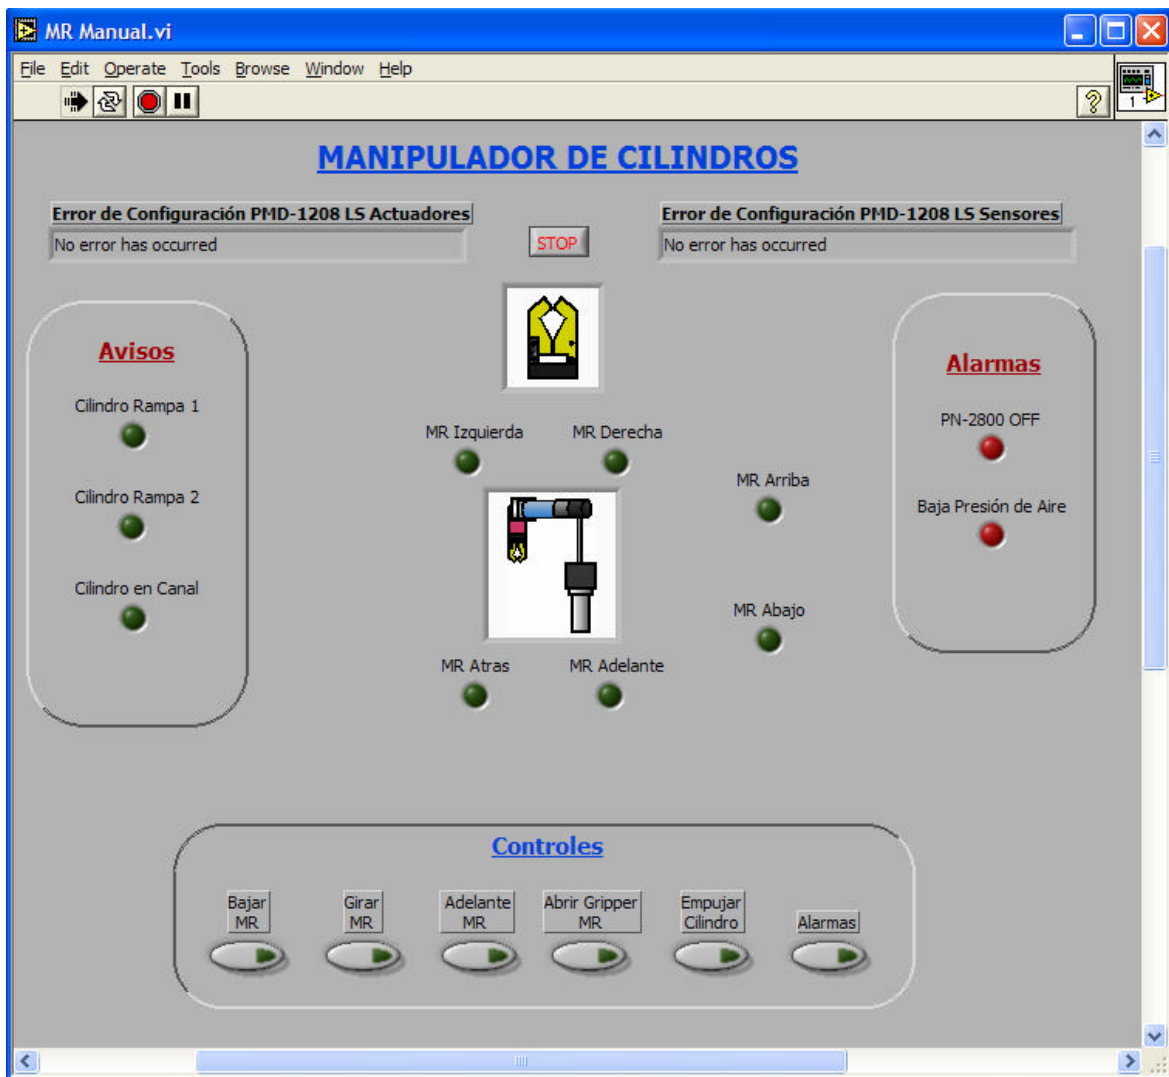 MR Manual.vi
File Edit Operate Tools Browse Window Help
1
MANIPULADOR DE CILINDROS
Error de Configuración PMD-1208 LS Actuadores
No error has occurred
STOP
Error de Configuración PMD-1208 LS Sensores
No error has occurred
Avisos
Cilindro Rampa 1
Cilindro Rampa 2
Cilindro en Canal
MR Izquierda
MR Derecha
MR Arriba
MR Abajo
MR Atras
MR Adelante
Alarmas
PN-2800 OFF
Baja Presión de Aire
Controles
Bajar
MR
Girar
MR
Adelante
MR
Abrir Gripper
MR
Empujar
Cilindro
Alarmas